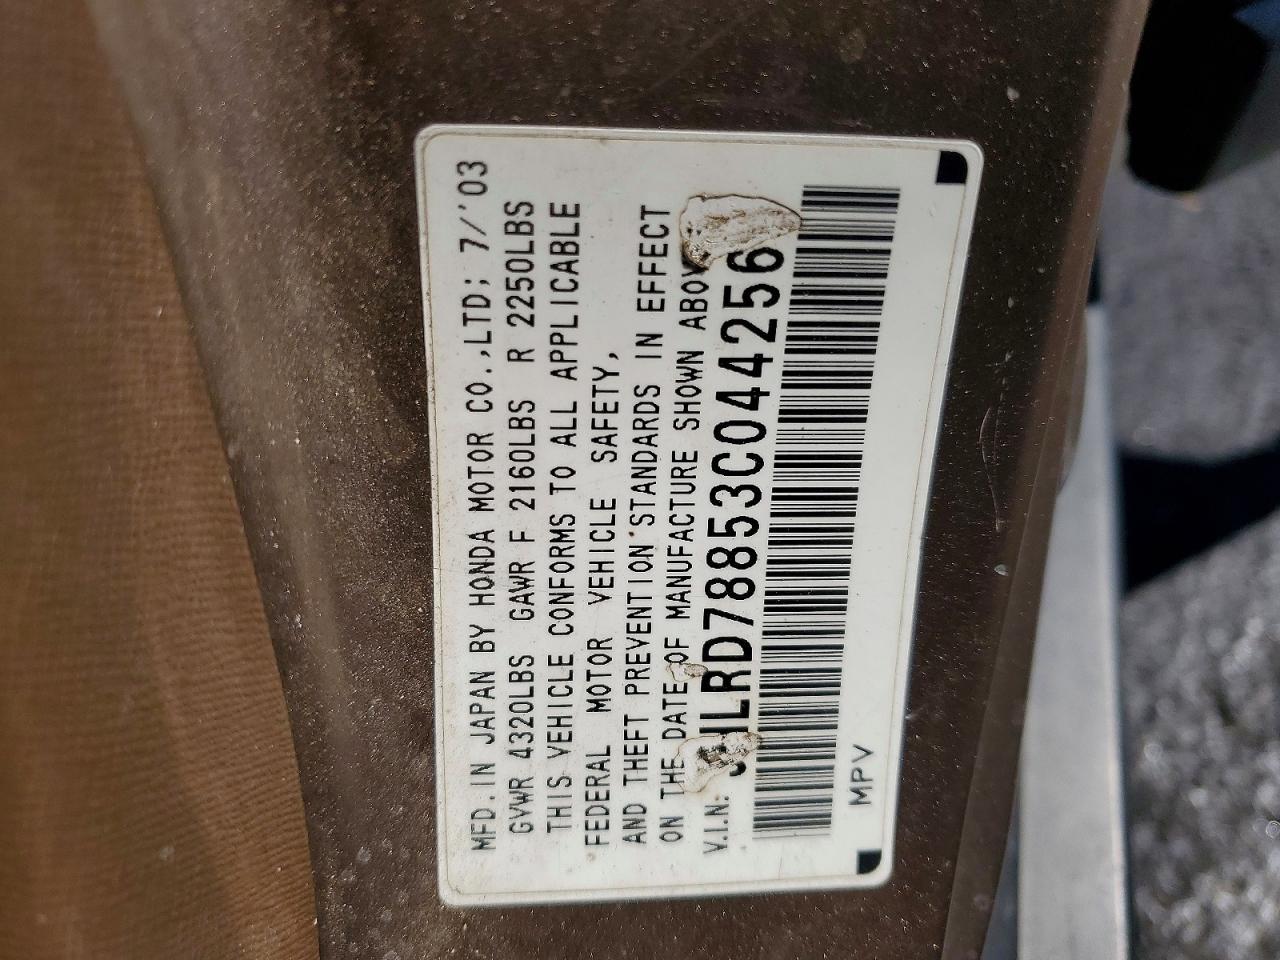 MFD. IN JAPAN BY HONDA MOTOR CO.,LTD; 7/'03
GVWR 4320LBS GAWR F 2160LBS R 2250LBS
THIS VEHICLE CONFORMS TO ALL APPLICABLE
FEDERAL MOTOR VEHICLE SAFETY,
AND THEFT PREVENTION STANDARDS IN EFFECT
ON THE DATE OF MANUFACTURE SHOWN ABOVE
V.I.N.: JHLRD78853C044256
MPV